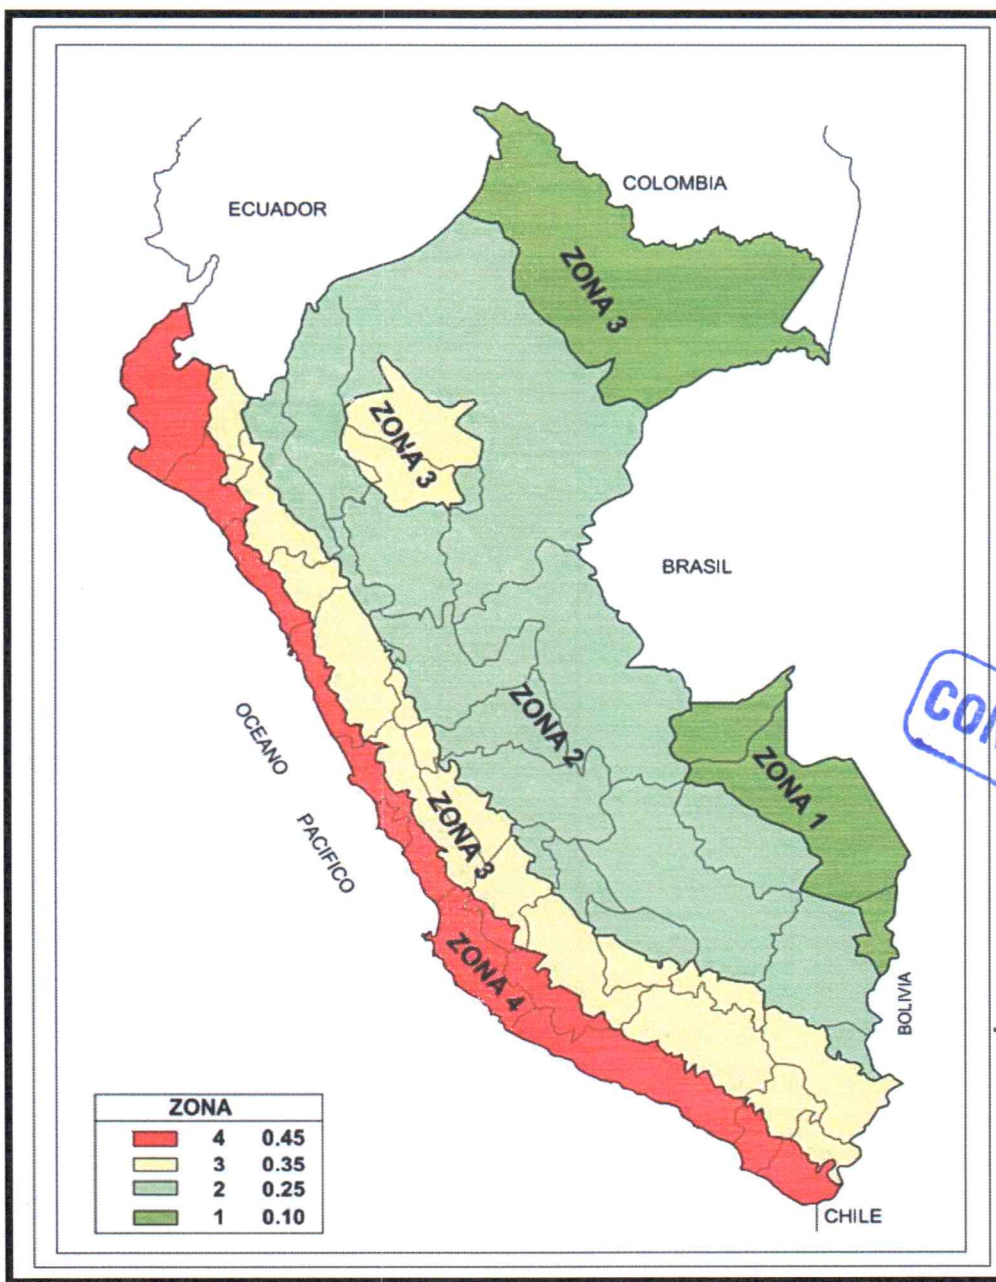 COLOMBIA
ECUADOR
ZONA 3
ZONA 3
BRASIL
ZONA 2
OCEANO
PACIFICO
ZONA 3
ZONA 1
ZONA 4
BOLIVIA
CHILE
ZONA
4 0.45
3 0.35
2 0.25
1 0.10